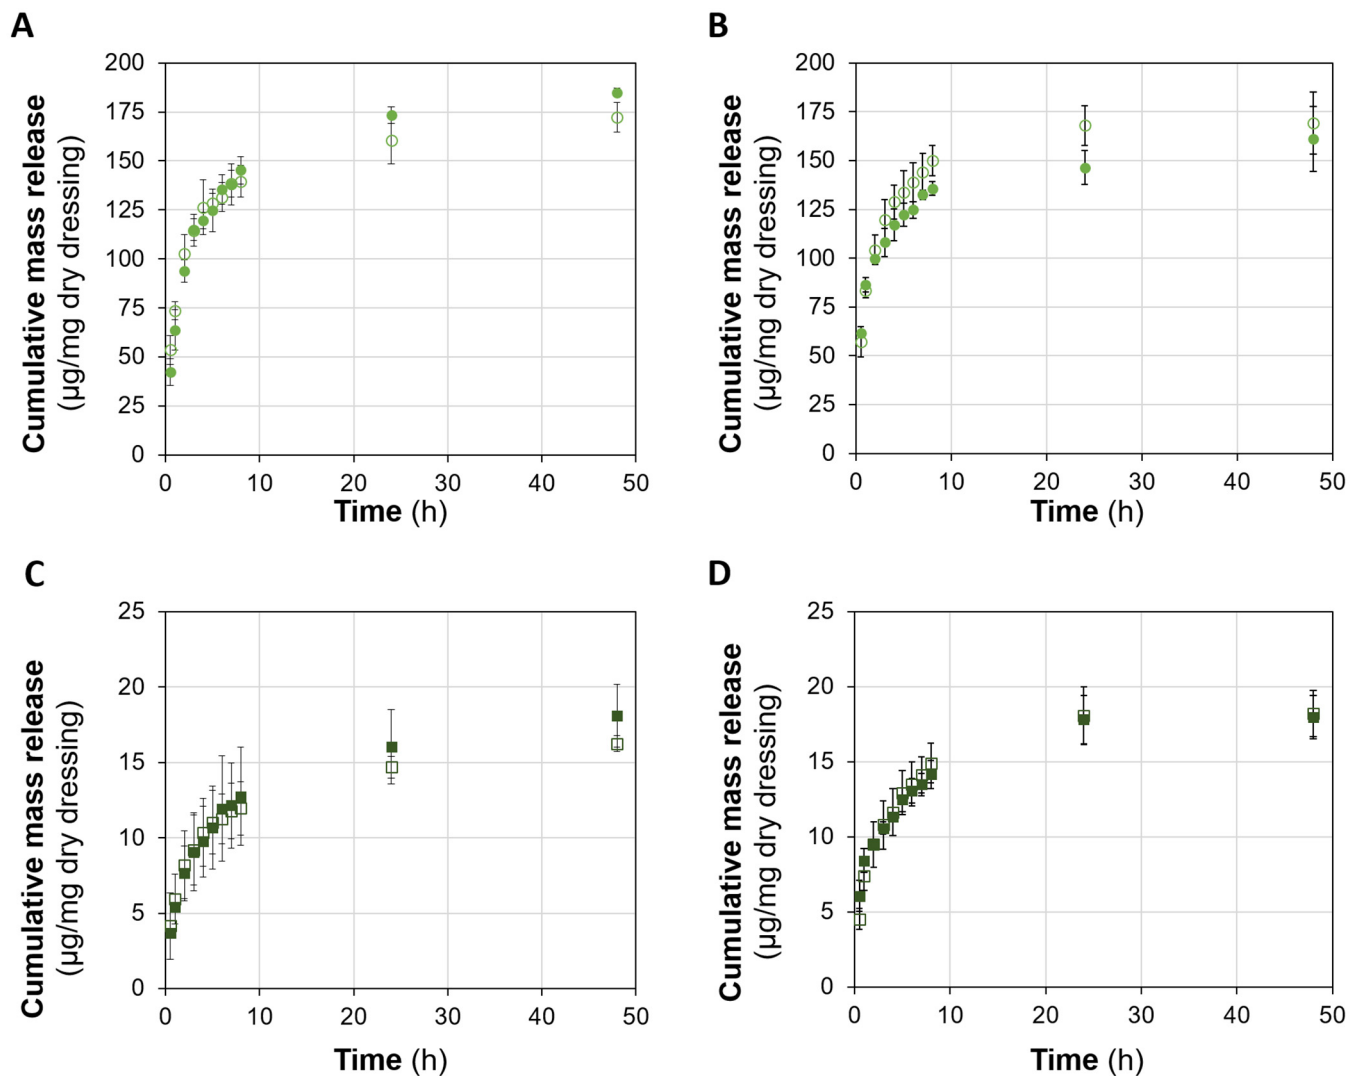 A
Cumulative mass release
(µg/mg dry dressing)
200
175
150
125
100
75
50
25
0
0 10 20 30 40 50
Time (h)
B
Cumulative mass release
(µg/mg dry dressing)
200
175
150
125
100
75
50
25
0
0 10 20 30 40 50
Time (h)
C
Cumulative mass release
(µg/mg dry dressing)
25
20
15
10
5
0
0 10 20 30 40 50
Time (h)
D
Cumulative mass release
(µg/mg dry dressing)
25
20
15
10
5
0
0 10 20 30 40 50
Time (h)